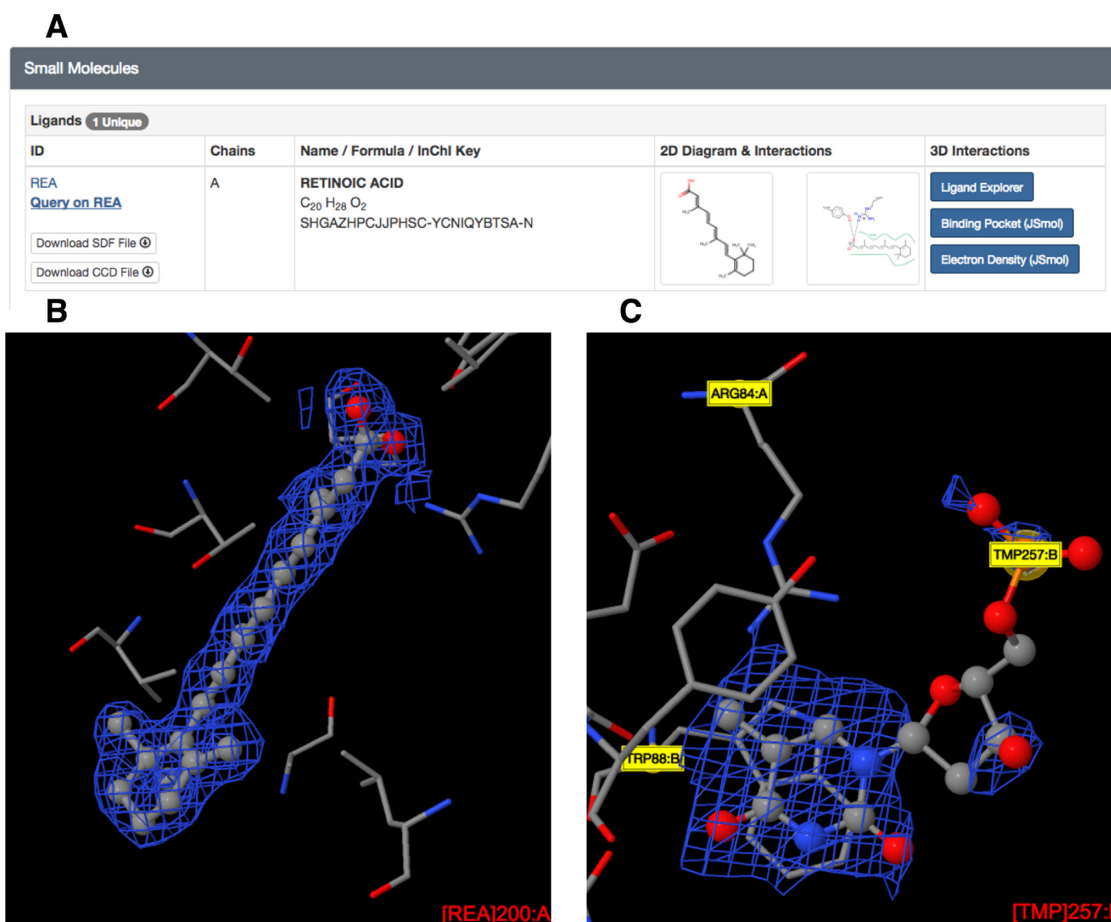 A
Small Molecules
Ligands 1 Unique
ID Chains Name / Formula / InChI Key 2D Diagram & Interactions 3D Interactions
REA A RETINOIC ACID Ligand Explorer
Query on REA C20 H28 O2
SHGAZHPCJJPHSC-YCNIQYBTSA-N Binding Pocket (JSmol)
Download SDF File
Download CCD File Electron Density (JSmol)
B C
ARG84:A
TMP257:B
TRP88:B
[REA]200:A [TMP]257: